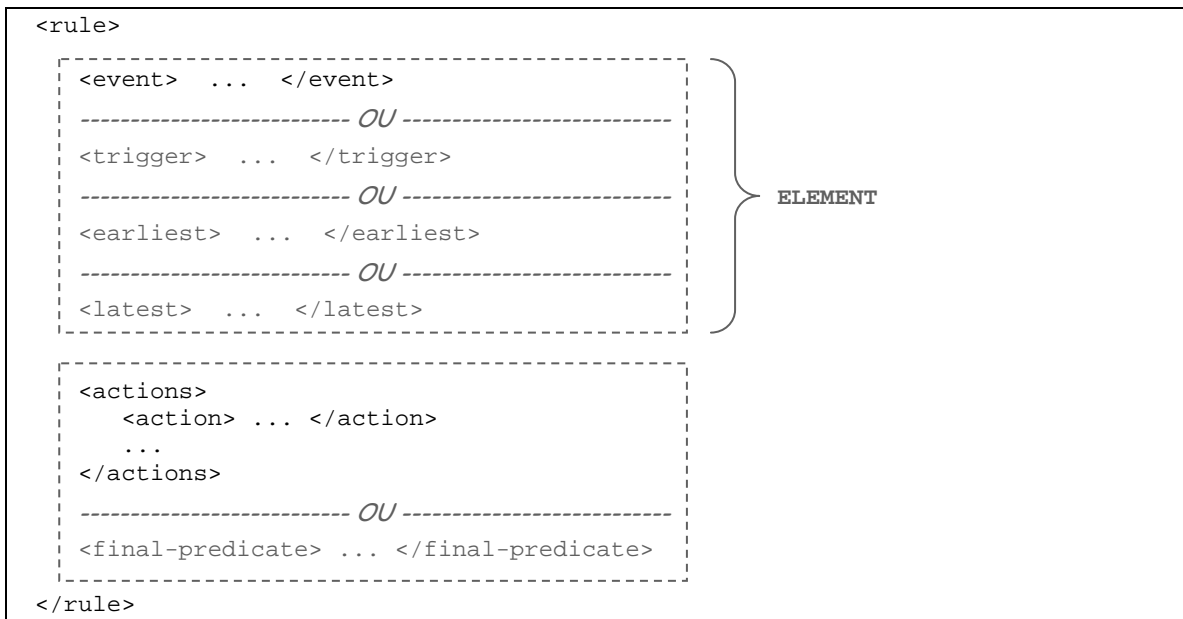 <rule>
<event> ... </event>
--------------------------- OU ---------------------------
<trigger> ... </trigger>
--------------------------- OU ---------------------------
ELEMENT
<earliest> ... </earliest>
--------------------------- OU ---------------------------
<latest> ... </latest>
<actions>
<action> ... </action>
...
</actions>
--------------------------- OU ---------------------------
<final-predicate> ... </final-predicate>
</rule>